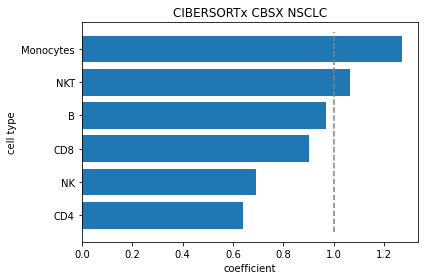 CIBERSORTx CBSX NSCLC
Monocytes
NKT
B
CD8
NK
CD4
cell type
0.0 0.2 0.4 0.6 0.8 1.0 1.2
coefficient